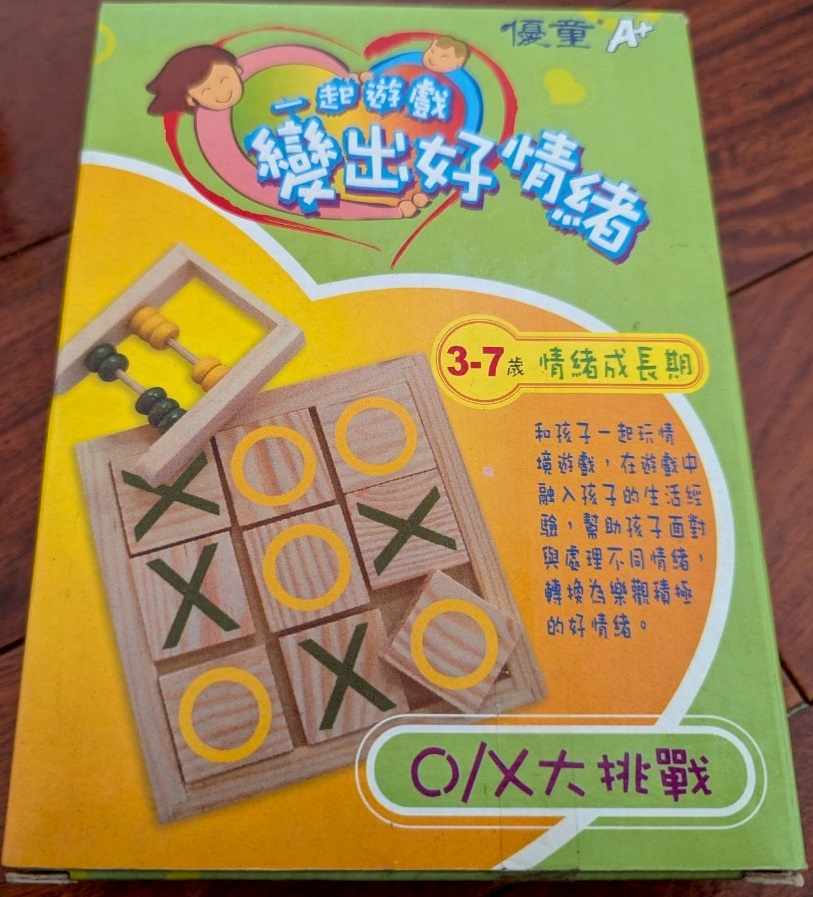 優童 A+
一起遊戲
變出好情緒
3-7歲 情緒成長期
和孩子一起玩情
境遊戲，在遊戲中
融入孩子的生活經
驗，幫助孩子面對
與處理不同情緒，
轉換為樂觀積極
的好情緒。
X O O
X O X
O X O
O/X大挑戰